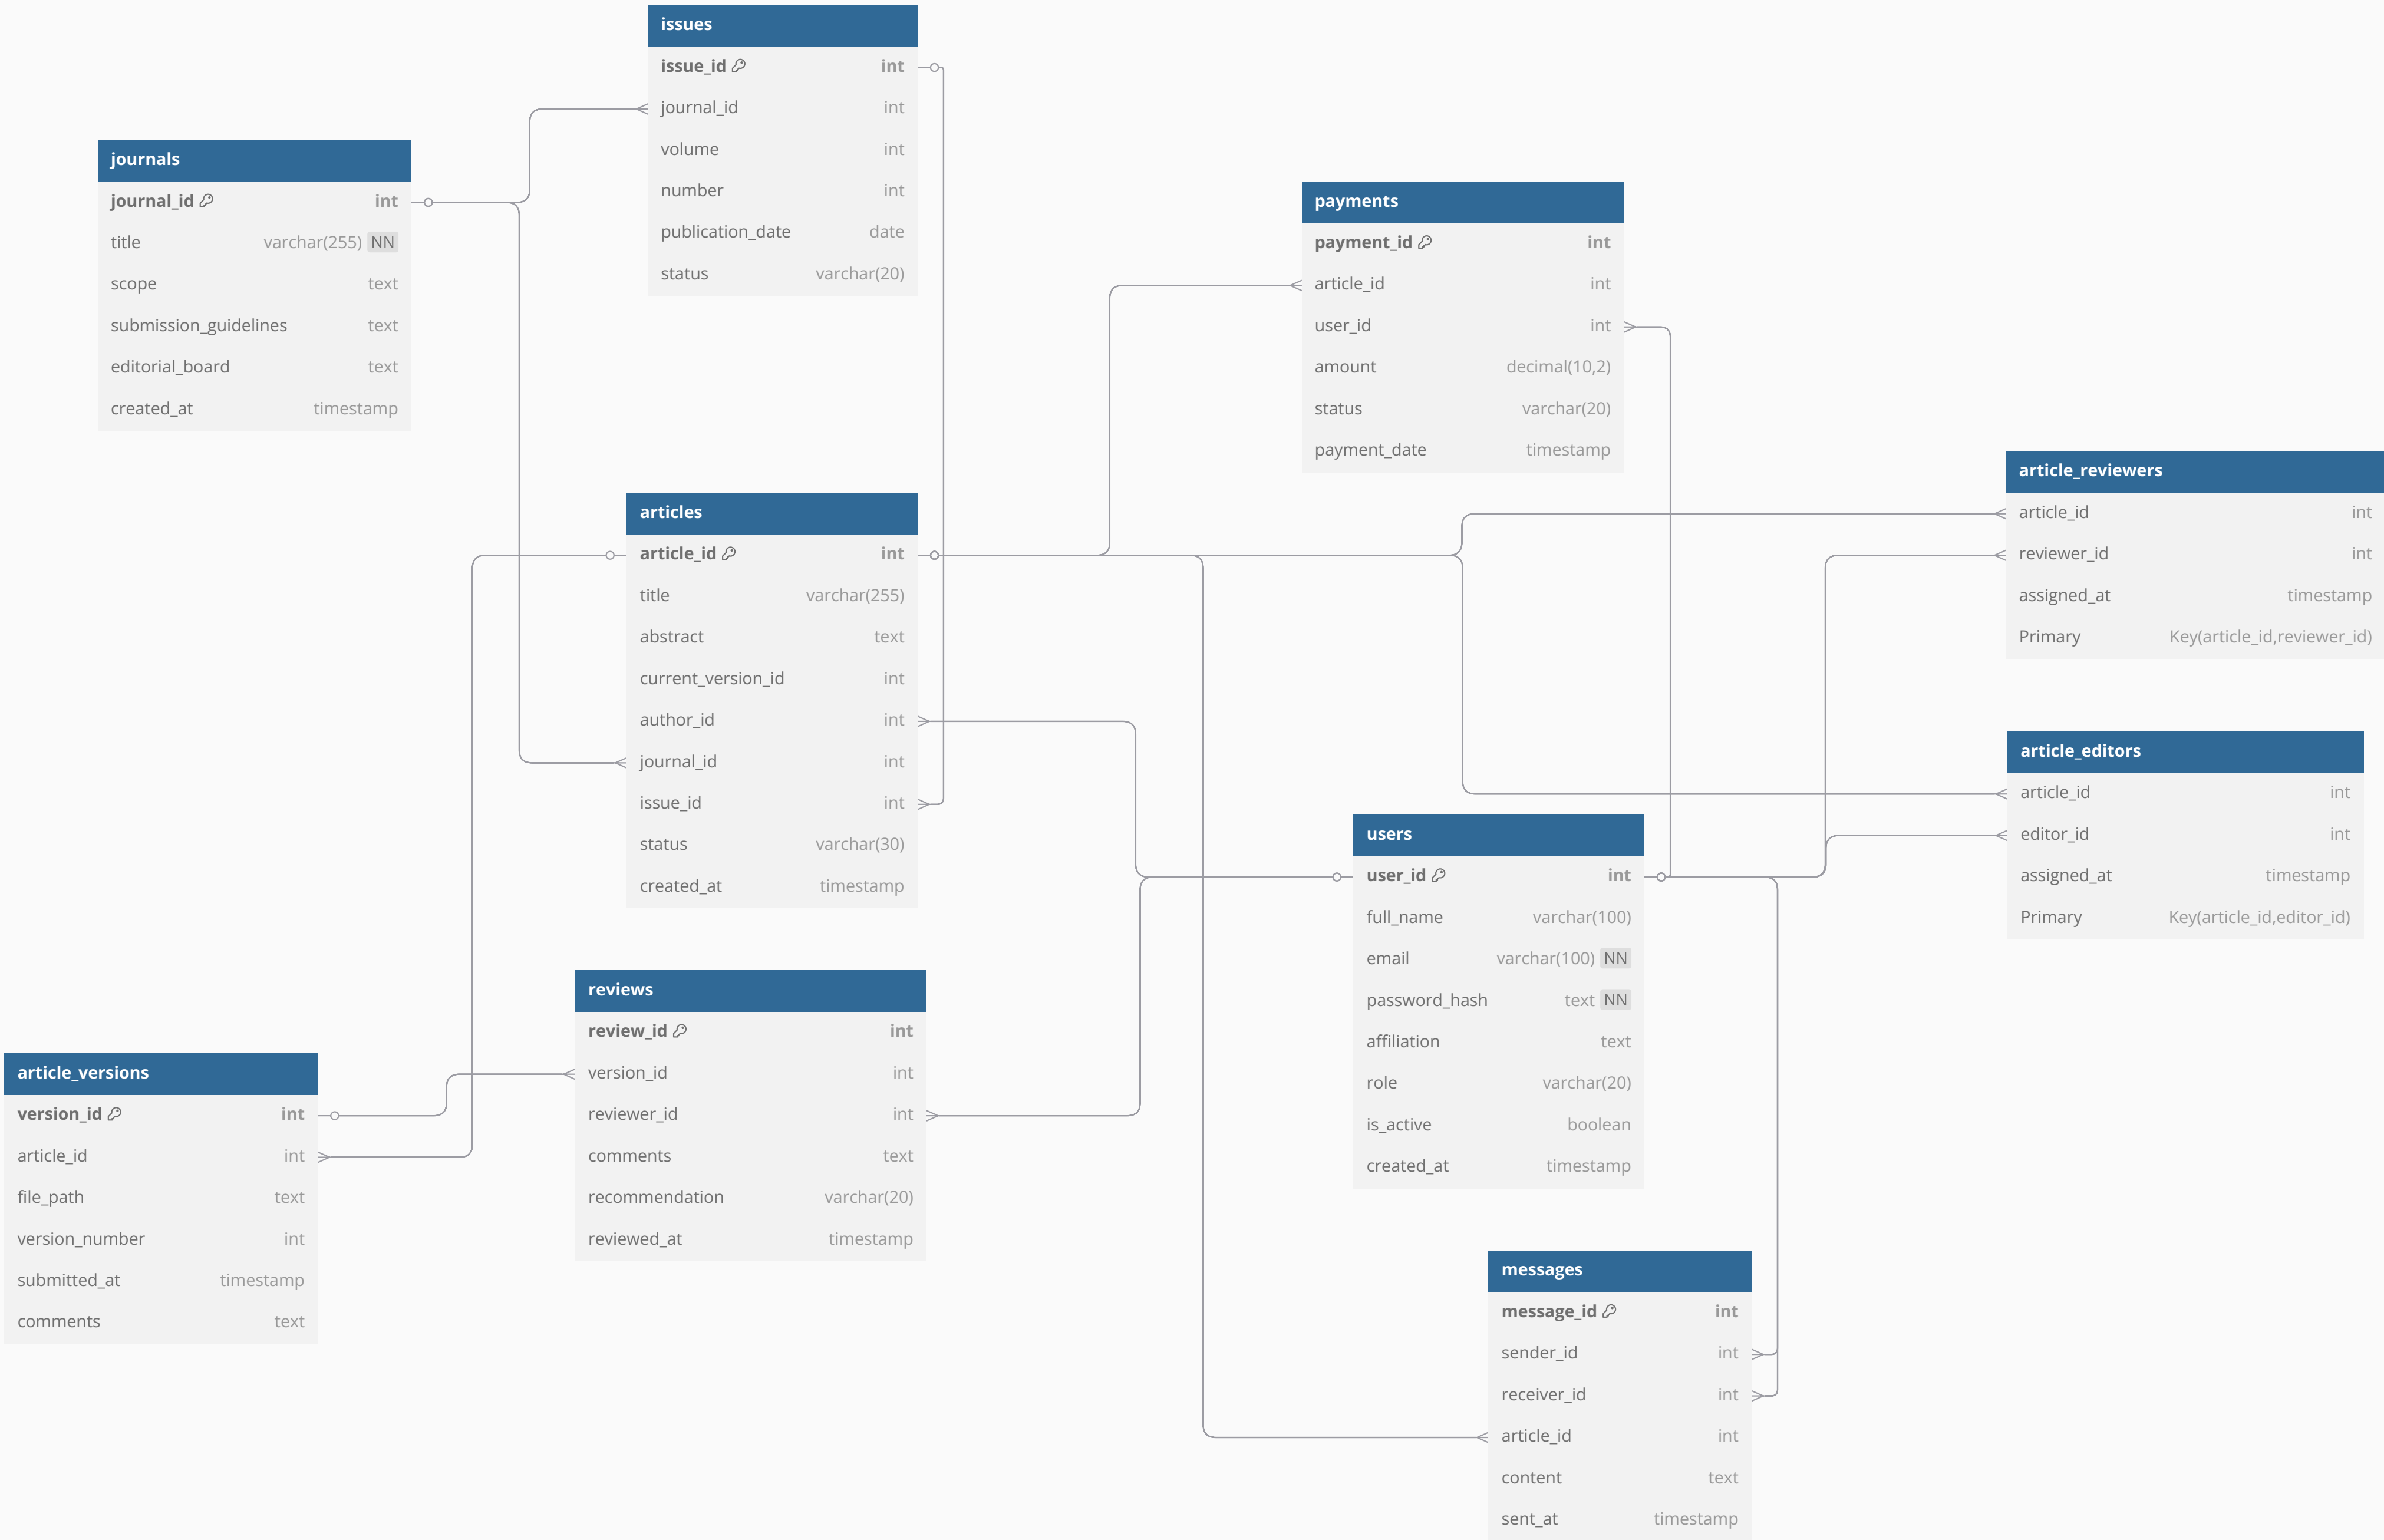 issues
issue_id int
journal_id int
volume int
number int
publication_date date
status varchar(20)
journals
journal_id int
title varchar(255) NN
scope text
submission_guidelines text
editorial_board text
created_at timestamp
payments
payment_id int
article_id int
user_id int
amount decimal(10,2)
status varchar(20)
payment_date timestamp
article_reviewers
article_id int
reviewer_id int
assigned_at timestamp
Primary Key(article_id,reviewer_id)
articles
article_id int
title varchar(255)
abstract text
current_version_id int
author_id int
journal_id int
issue_id int
status varchar(30)
created_at timestamp
article_editors
article_id int
editor_id int
assigned_at timestamp
Primary Key(article_id,editor_id)
users
user_id int
full_name varchar(100)
email varchar(100) NN
password_hash text NN
affiliation text
role varchar(20)
is_active boolean
created_at timestamp
reviews
review_id int
version_id int
reviewer_id int
comments text
recommendation varchar(20)
reviewed_at timestamp
article_versions
version_id int
article_id int
file_path text
version_number int
submitted_at timestamp
comments text
messages
message_id int
sender_id int
receiver_id int
article_id int
content text
sent_at timestamp